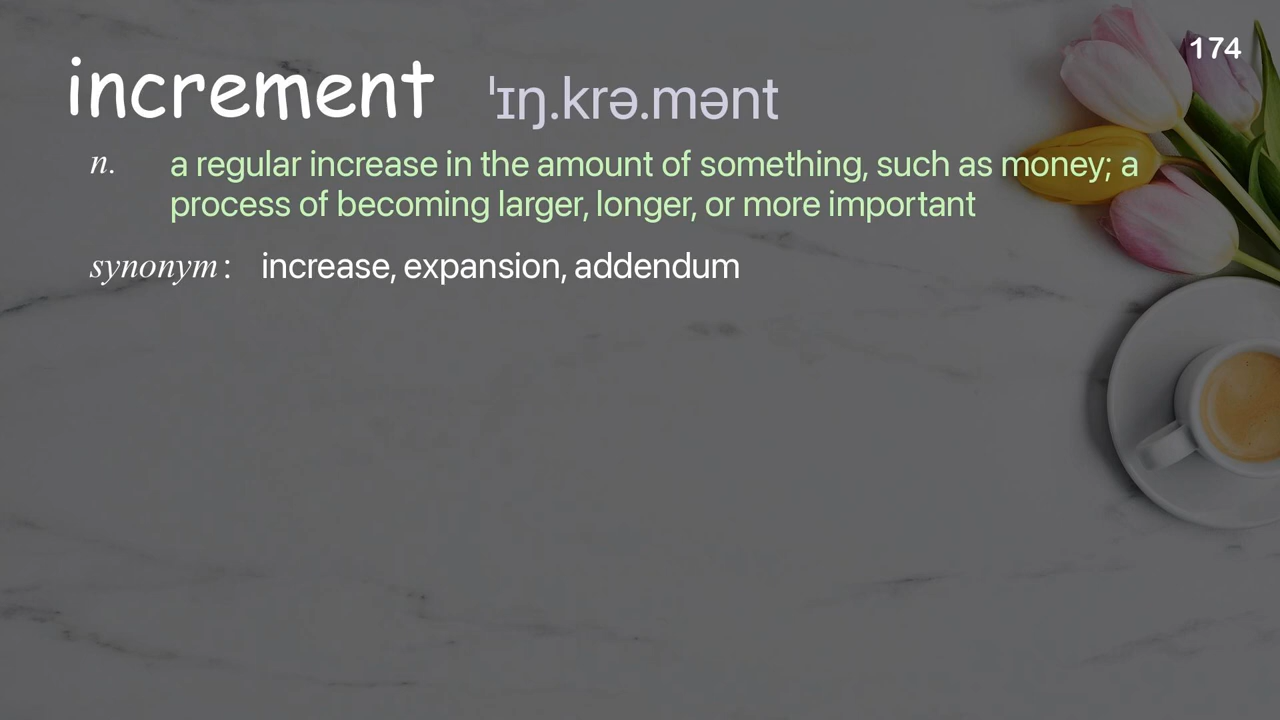 174
increment ˈɪŋ.krə.mənt
n. a regular increase in the amount of something, such as money; a
process of becoming larger, longer, or more important
synonym: increase, expansion, addendum